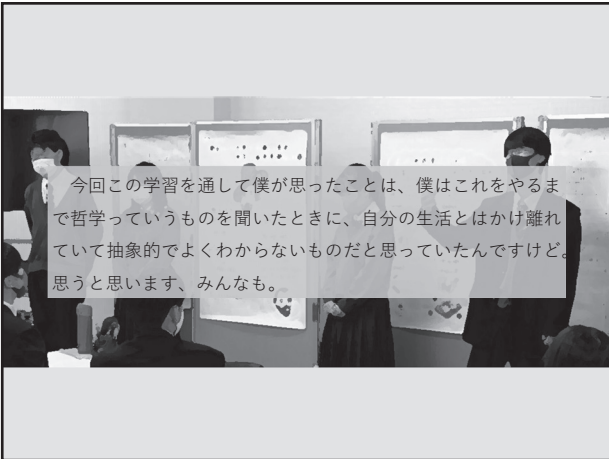 今回この学習を通して僕が思ったことは、僕はこれをやるま
で哲学っていうものを聞いたときに、自分の生活とはかけ離れ
ていて抽象的でよくわからないものだと思っていたんですけど。
思うと思います、みんなも。